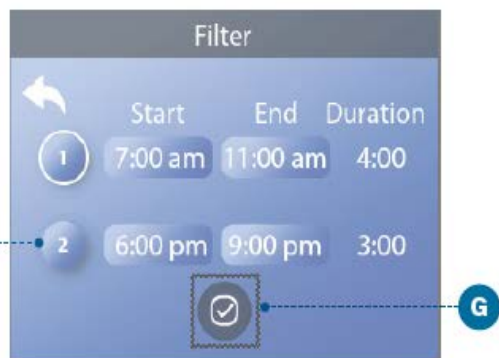 Filter
Start End Duration
1 7:00 am 11:00 am 4:00
2 6:00 pm 9:00 pm 3:00
G